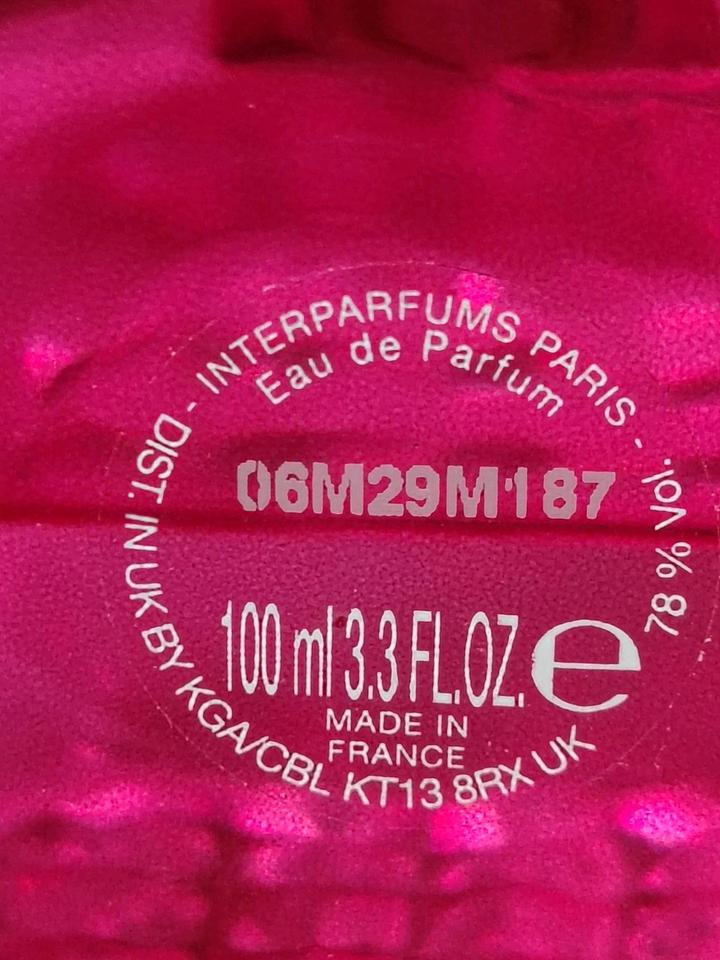 DIST. IN UK BY KGA/CBL KT13 8RX UK
- INTERPARFUMS PARIS - 78 % Vol.
Eau de Parfum
06M29M187
100 ml 3.3 FL.OZ. e
MADE IN
FRANCE